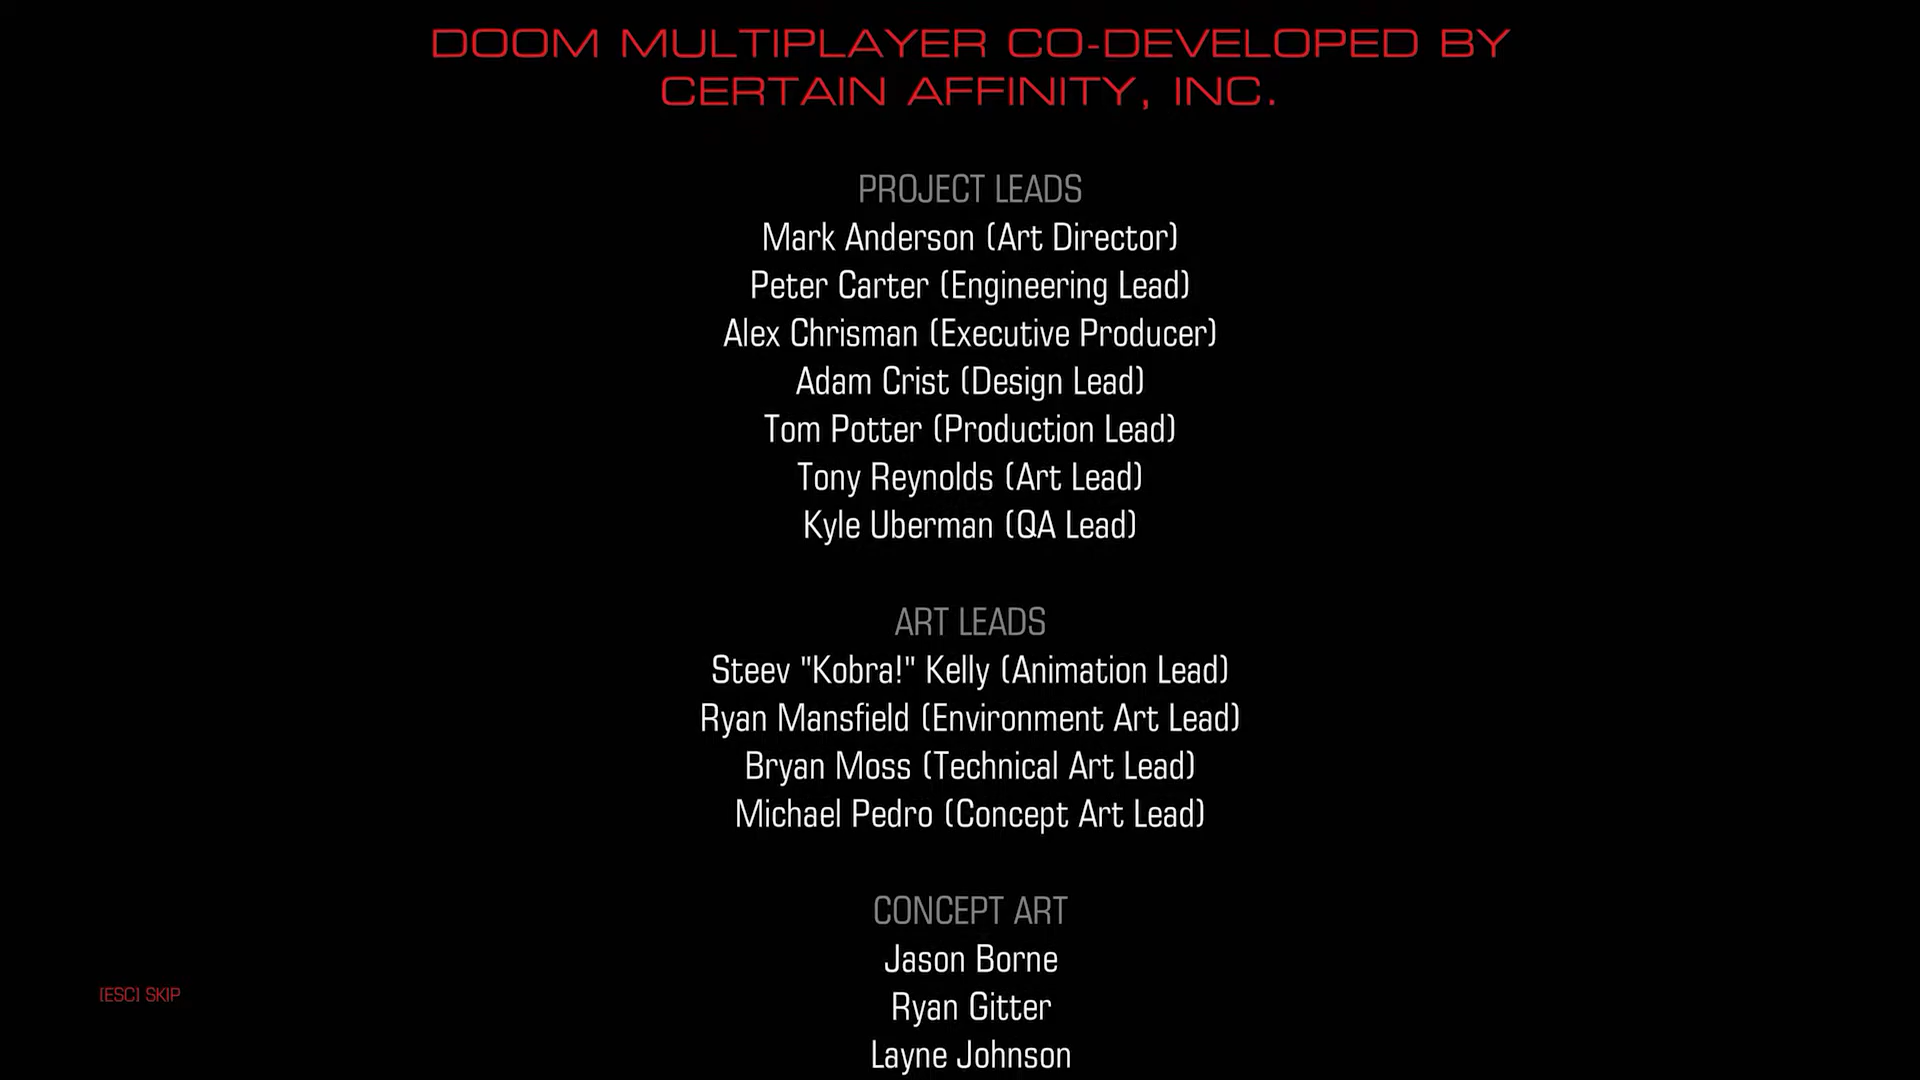 DOOM MULTIPLAYER CO-DEVELOPED BY
CERTAIN AFFINITY, INC.
PROJECT LEADS
Mark Anderson (Art Director)
Peter Carter (Engineering Lead)
Alex Chrisman (Executive Producer)
Adam Crist (Design Lead)
Tom Potter (Production Lead)
Tony Reynolds (Art Lead)
Kyle Uberman (QA Lead)
ART LEADS
Steev "Kobra!" Kelly (Animation Lead)
Ryan Mansfield (Environment Art Lead)
Bryan Moss (Technical Art Lead)
Michael Pedro (Concept Art Lead)
CONCEPT ART
Jason Borne
[ESC] SKIP
Ryan Gitter
Layne Johnson